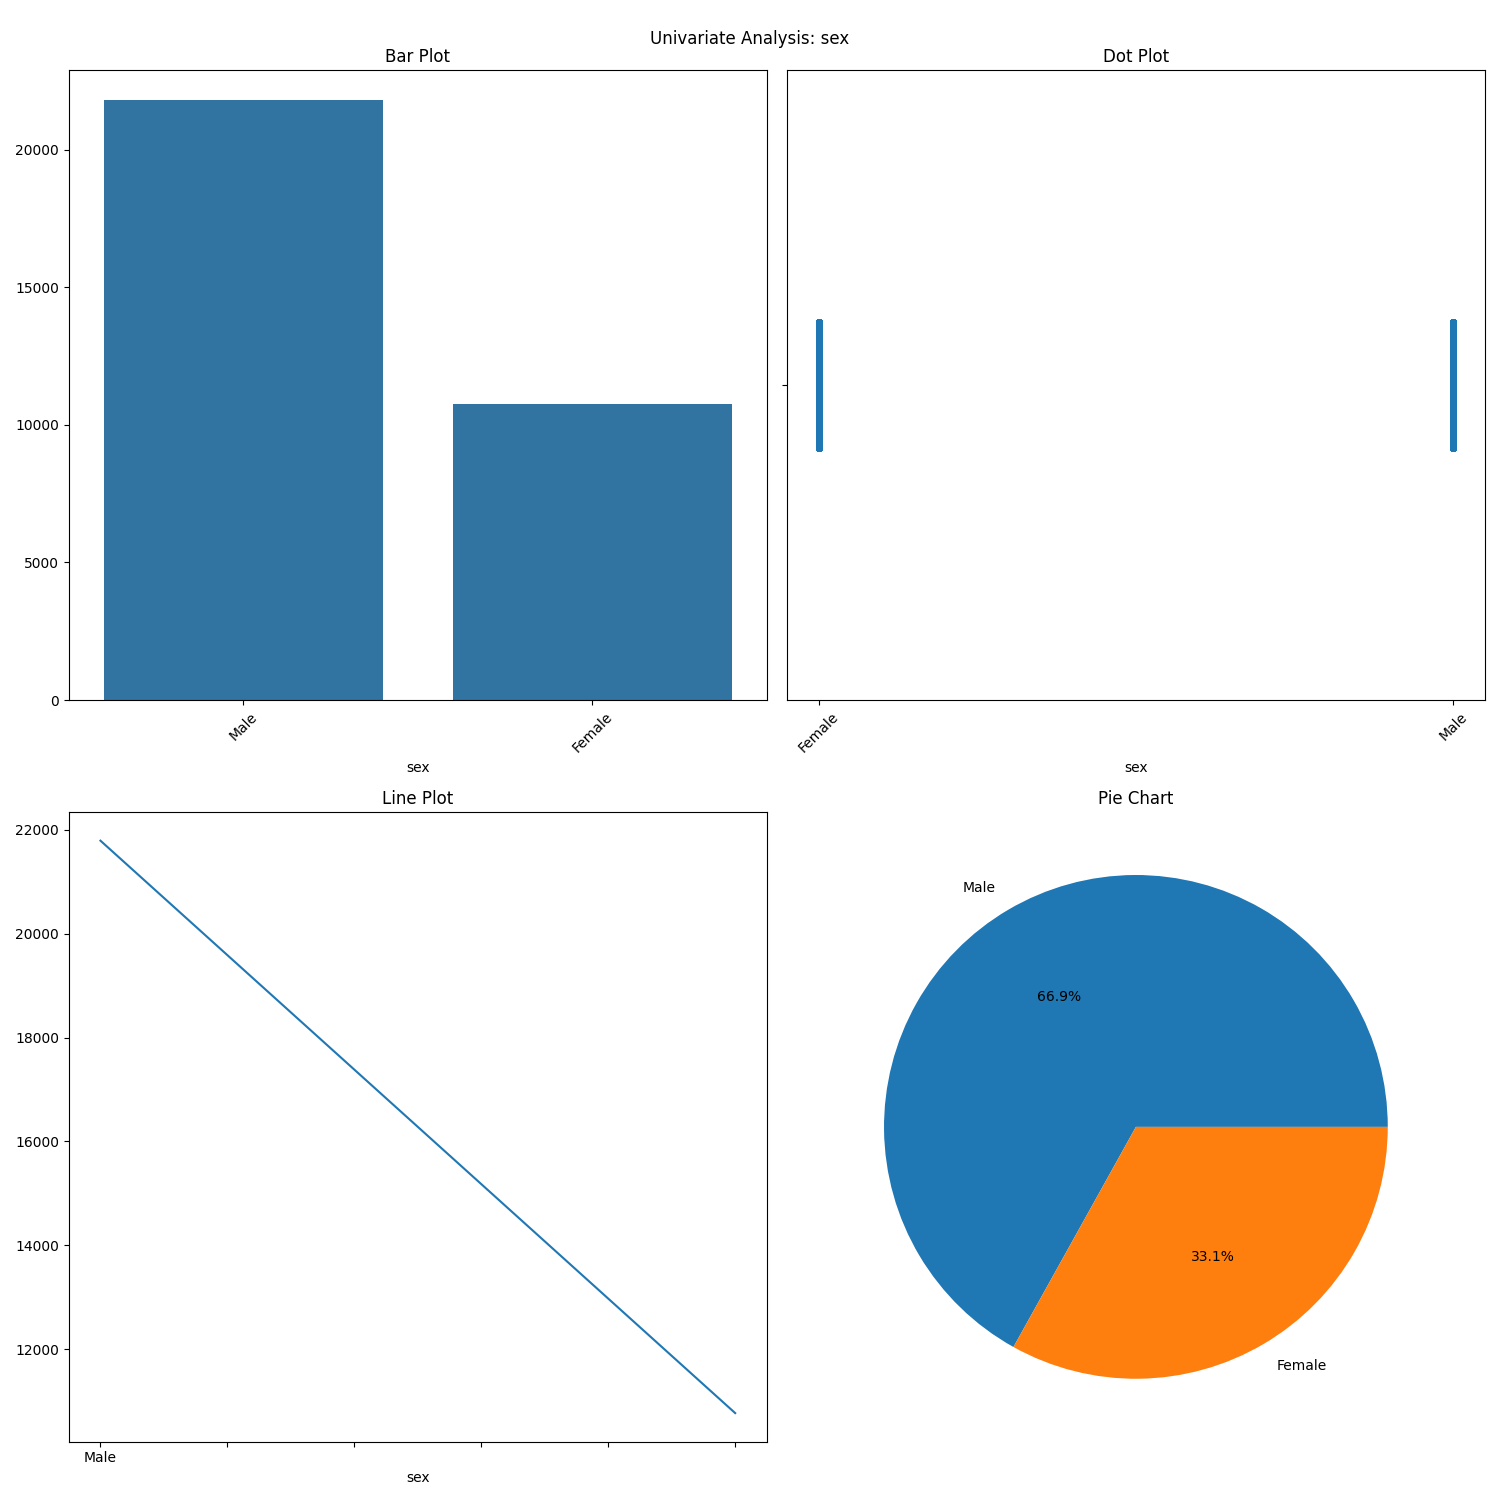 Univariate Analysis: sex
Bar Plot
20000
15000
10000
5000
0
Male
Female
sex
Dot Plot
Female
Male
sex
Line Plot
22000
20000
18000
16000
14000
12000
Male
sex
Pie Chart
Male
66.9%
33.1%
Female